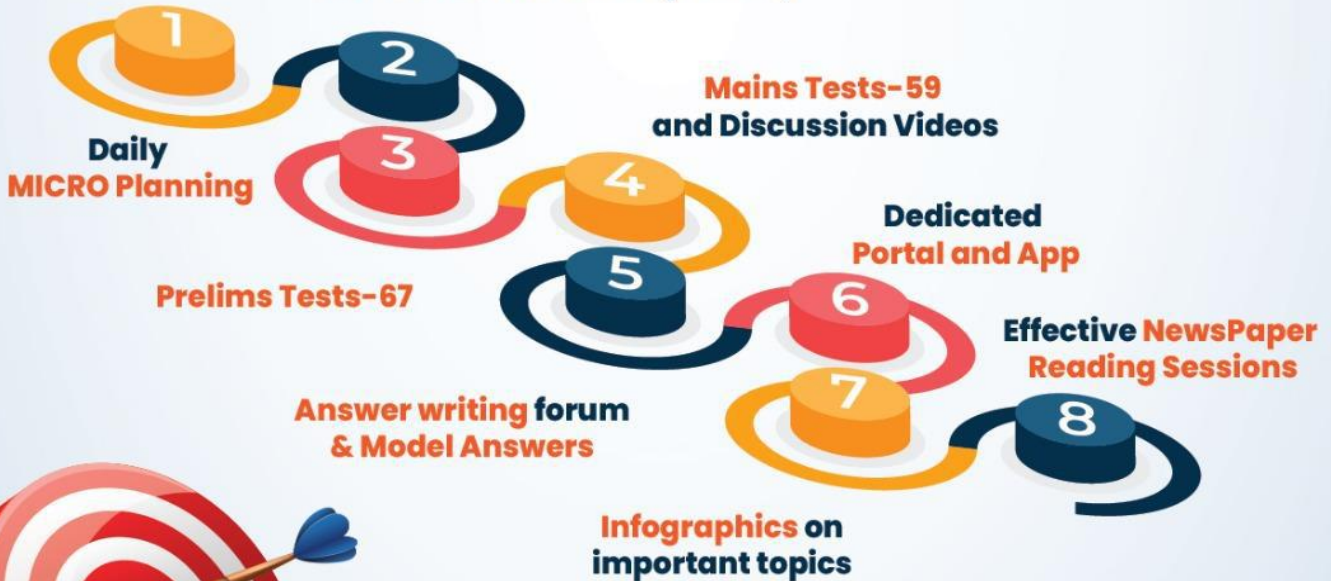 1
2
Mains Tests-59
and Discussion Videos
Daily
MICRO Planning
3
4
Dedicated
Portal and App
Prelims Tests-67
5
6
Effective NewsPaper
Reading Sessions
Answer writing forum
& Model Answers
7
8
Infographics on
important topics